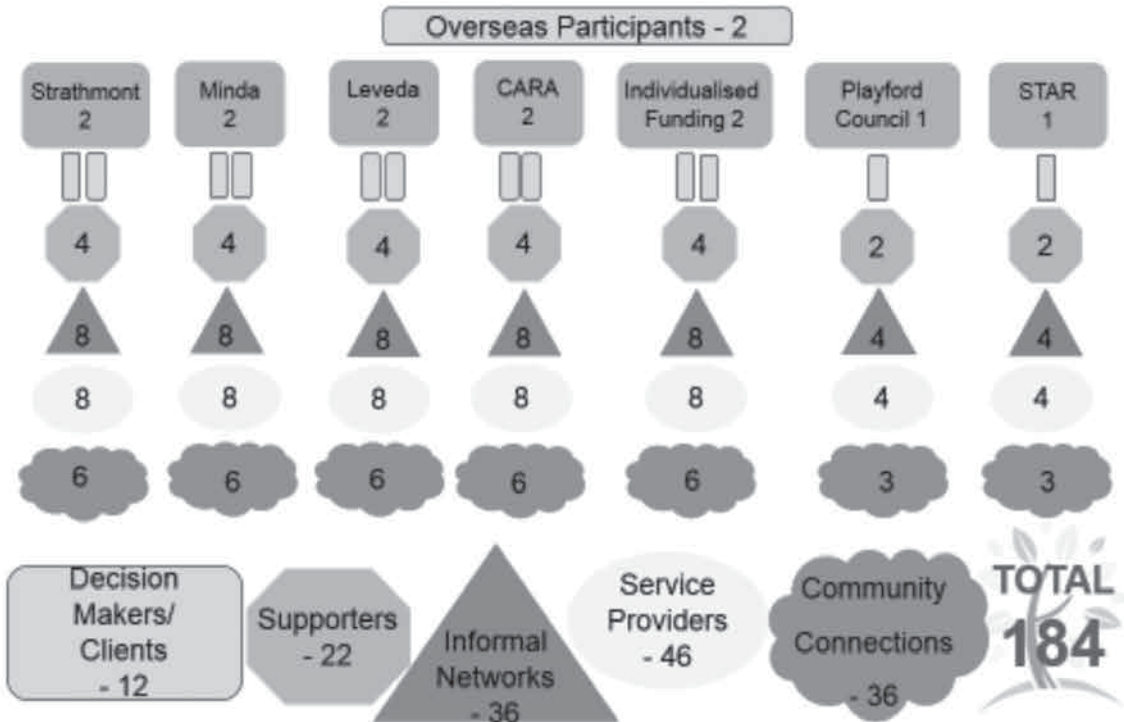 Overseas Participants - 2
Strathmont
2
Minda
2
Leveda
2
CARA
2
Individualised
Funding 2
Playford
Council 1
STAR
1
4
4
4
4
4
2
2
8
8
8
8
8
4
4
8
8
8
8
8
4
4
6
6
6
6
6
3
3
Decision
Makers/
Clients
- 12
Supporters
- 22
Informal
Networks
- 36
Service
Providers
- 46
Community
Connections
- 36
TOTAL
184